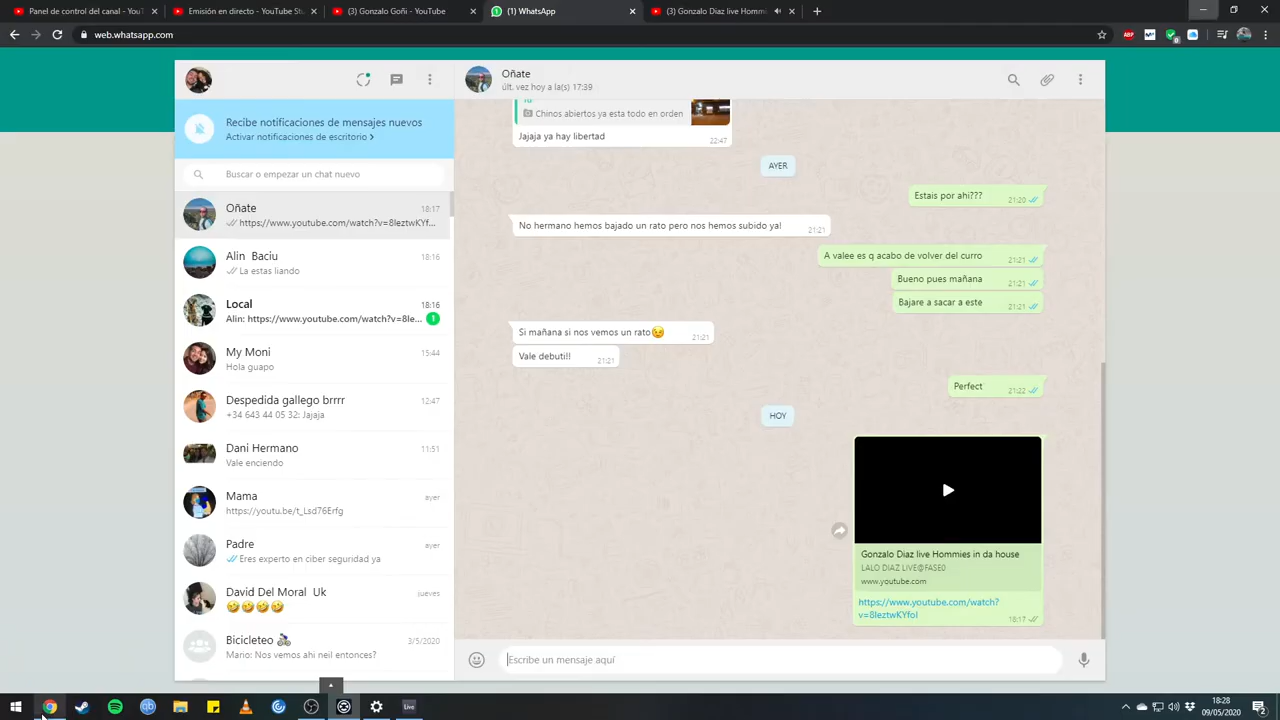 Panel de control del canal - YouT
Emisión en directo - YouTube Stu
(3) Gonzalo Goñi - YouTube
(1) WhatsApp
(3) Gonzalo Diaz live Hommi
web.whatsapp.com
ABP
0
Oñate
últ. vez hoy a la(s) 17:39
Recibe notificaciones de mensajes nuevos
Activar notificaciones de escritorio >
Buscar o empezar un chat nuevo
Oñate 18:17
https://www.youtube.com/watch?v=8IeztwKYf...
Alin Baciu 18:16
La estas liando
Local 18:16
Alin: https://www.youtube.com/watch?v=8Ie... 1
My Moni 15:44
Hola guapo
Despedida gallego brrrr 12:47
+34 643 44 05 32: Jajaja
Dani Hermano 11:51
Vale enciendo
Mama ayer
https://youtu.be/t_Lsd76Erfg
Padre ayer
Eres experto en ciber seguridad ya
David Del Moral Uk jueves
🤣🤣🤣🤣
Bicicleteo 🚴 3/5/2020
Mario: Nos vemos ahi neil entonces?
Tú
Chinos abiertos ya esta todo en orden
Jajaja ya hay libertad 22:47
AYER
Estais por ahi??? 21:20
No hermano hemos bajado un rato pero nos hemos subido ya! 21:21
A valee es q acabo de volver del curro 21:21
Bueno pues mañana 21:21
Bajare a sacar a este 21:21
Si mañana si nos vemos un rato😉 21:21
Vale debuti!! 21:21
Perfect 21:22
HOY
Gonzalo Diaz live Hommies in da house
LALO DIAZ LIVE@FASE0
www.youtube.com
https://www.youtube.com/watch?
v=8IeztwKYfoI 18:17
Escribe un mensaje aquí
qb
Live
18:28
09/05/2020
2